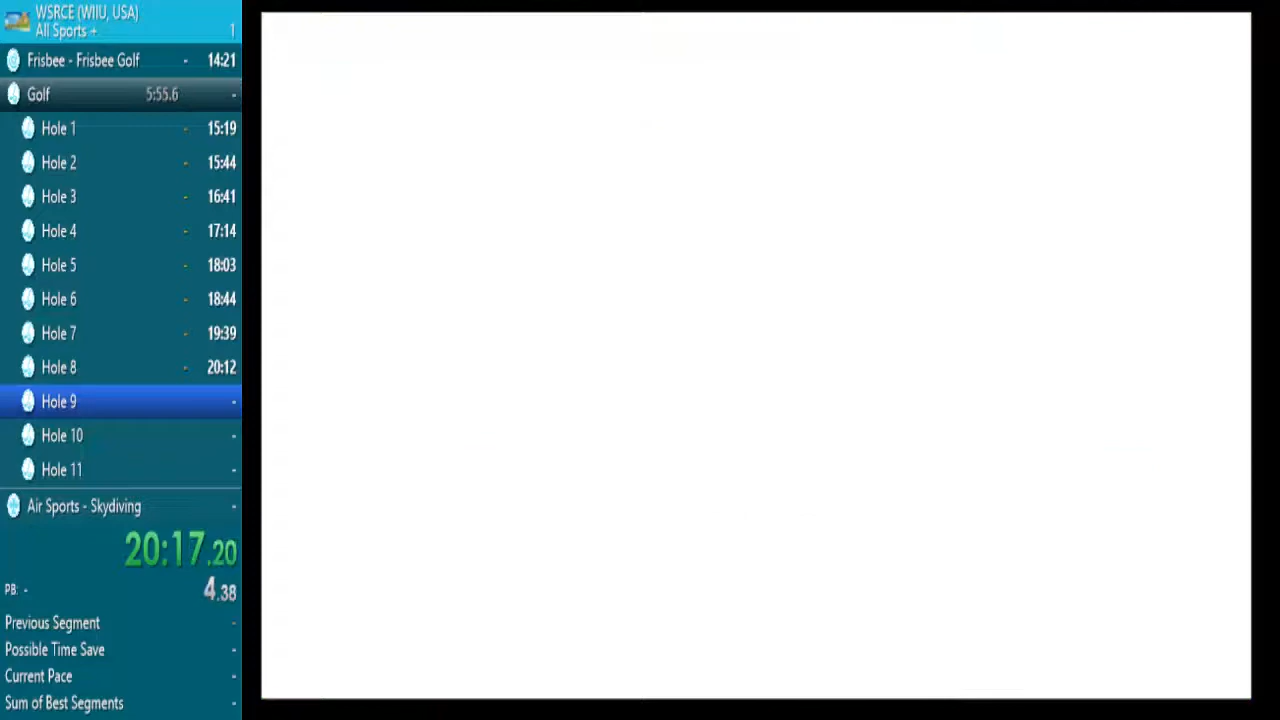 WSRCE (WIIU, USA)
All Sports + 1
Frisbee - Frisbee Golf - 14:21
Golf 5:55.6 -
Hole 1 - 15:19
Hole 2 - 15:44
Hole 3 - 16:41
Hole 4 - 17:14
Hole 5 - 18:03
Hole 6 - 18:44
Hole 7 - 19:39
Hole 8 - 20:12
Hole 9 -
Hole 10 -
Hole 11 -
Air Sports - Skydiving -
20:17.20
PB: - 4.38
Previous Segment -
Possible Time Save -
Current Pace -
Sum of Best Segments -